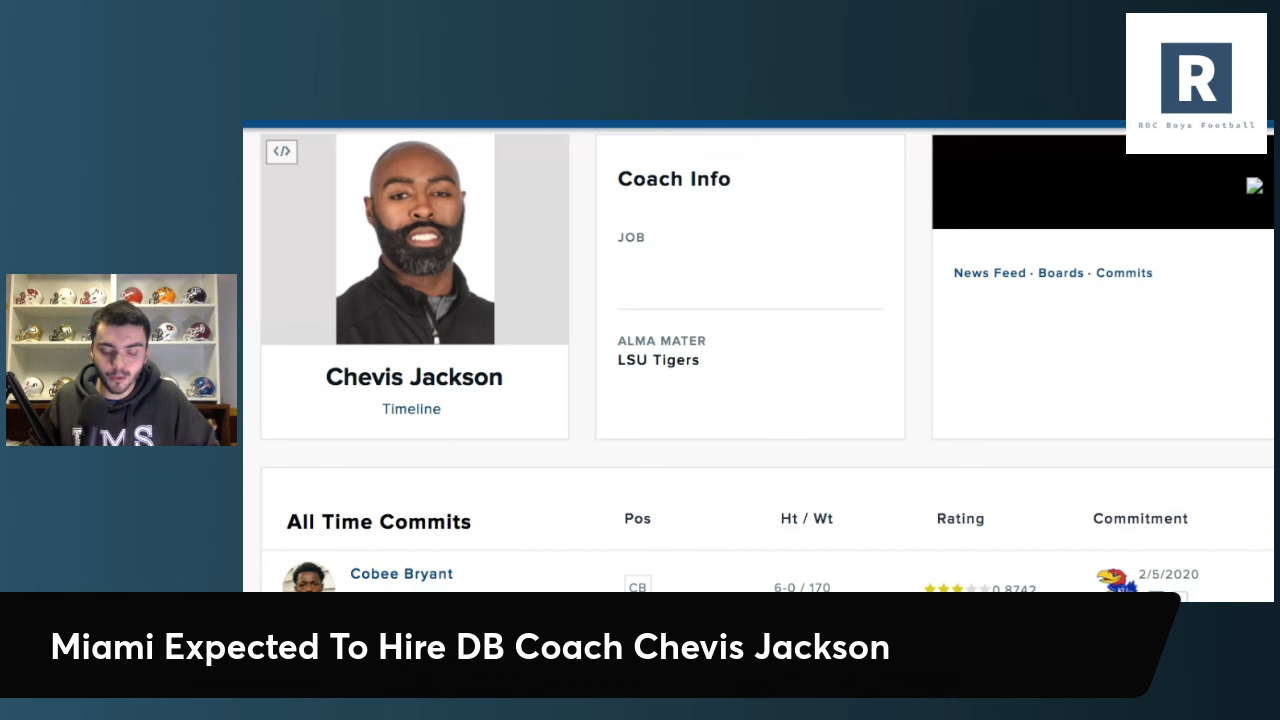 R
ROC Boys Football
</>
Coach Info
JOB
ALMA MATER
LSU Tigers
News Feed · Boards · Commits
Chevis Jackson
Timeline
All Time Commits
Pos
Ht / Wt
Rating
Commitment
Cobee Bryant
CB
6-0 / 170
0.8742
2/5/2020
Miami Expected To Hire DB Coach Chevis Jackson